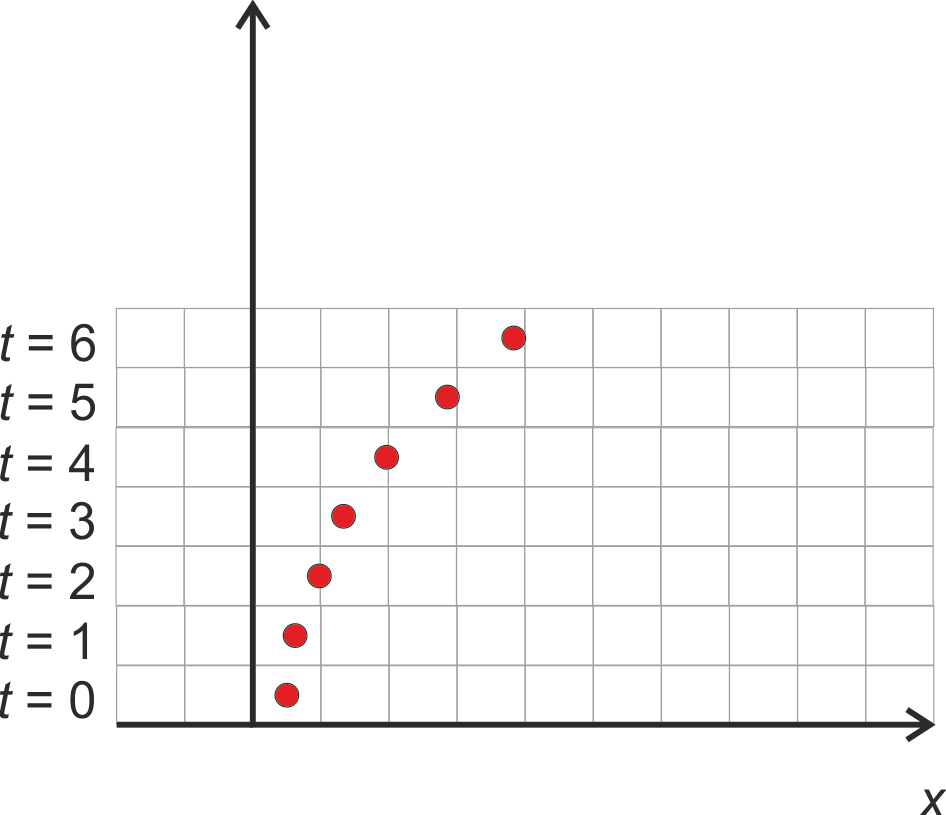 t = 6
t = 5
t = 4
t = 3
t = 2
t = 1
t = 0
x